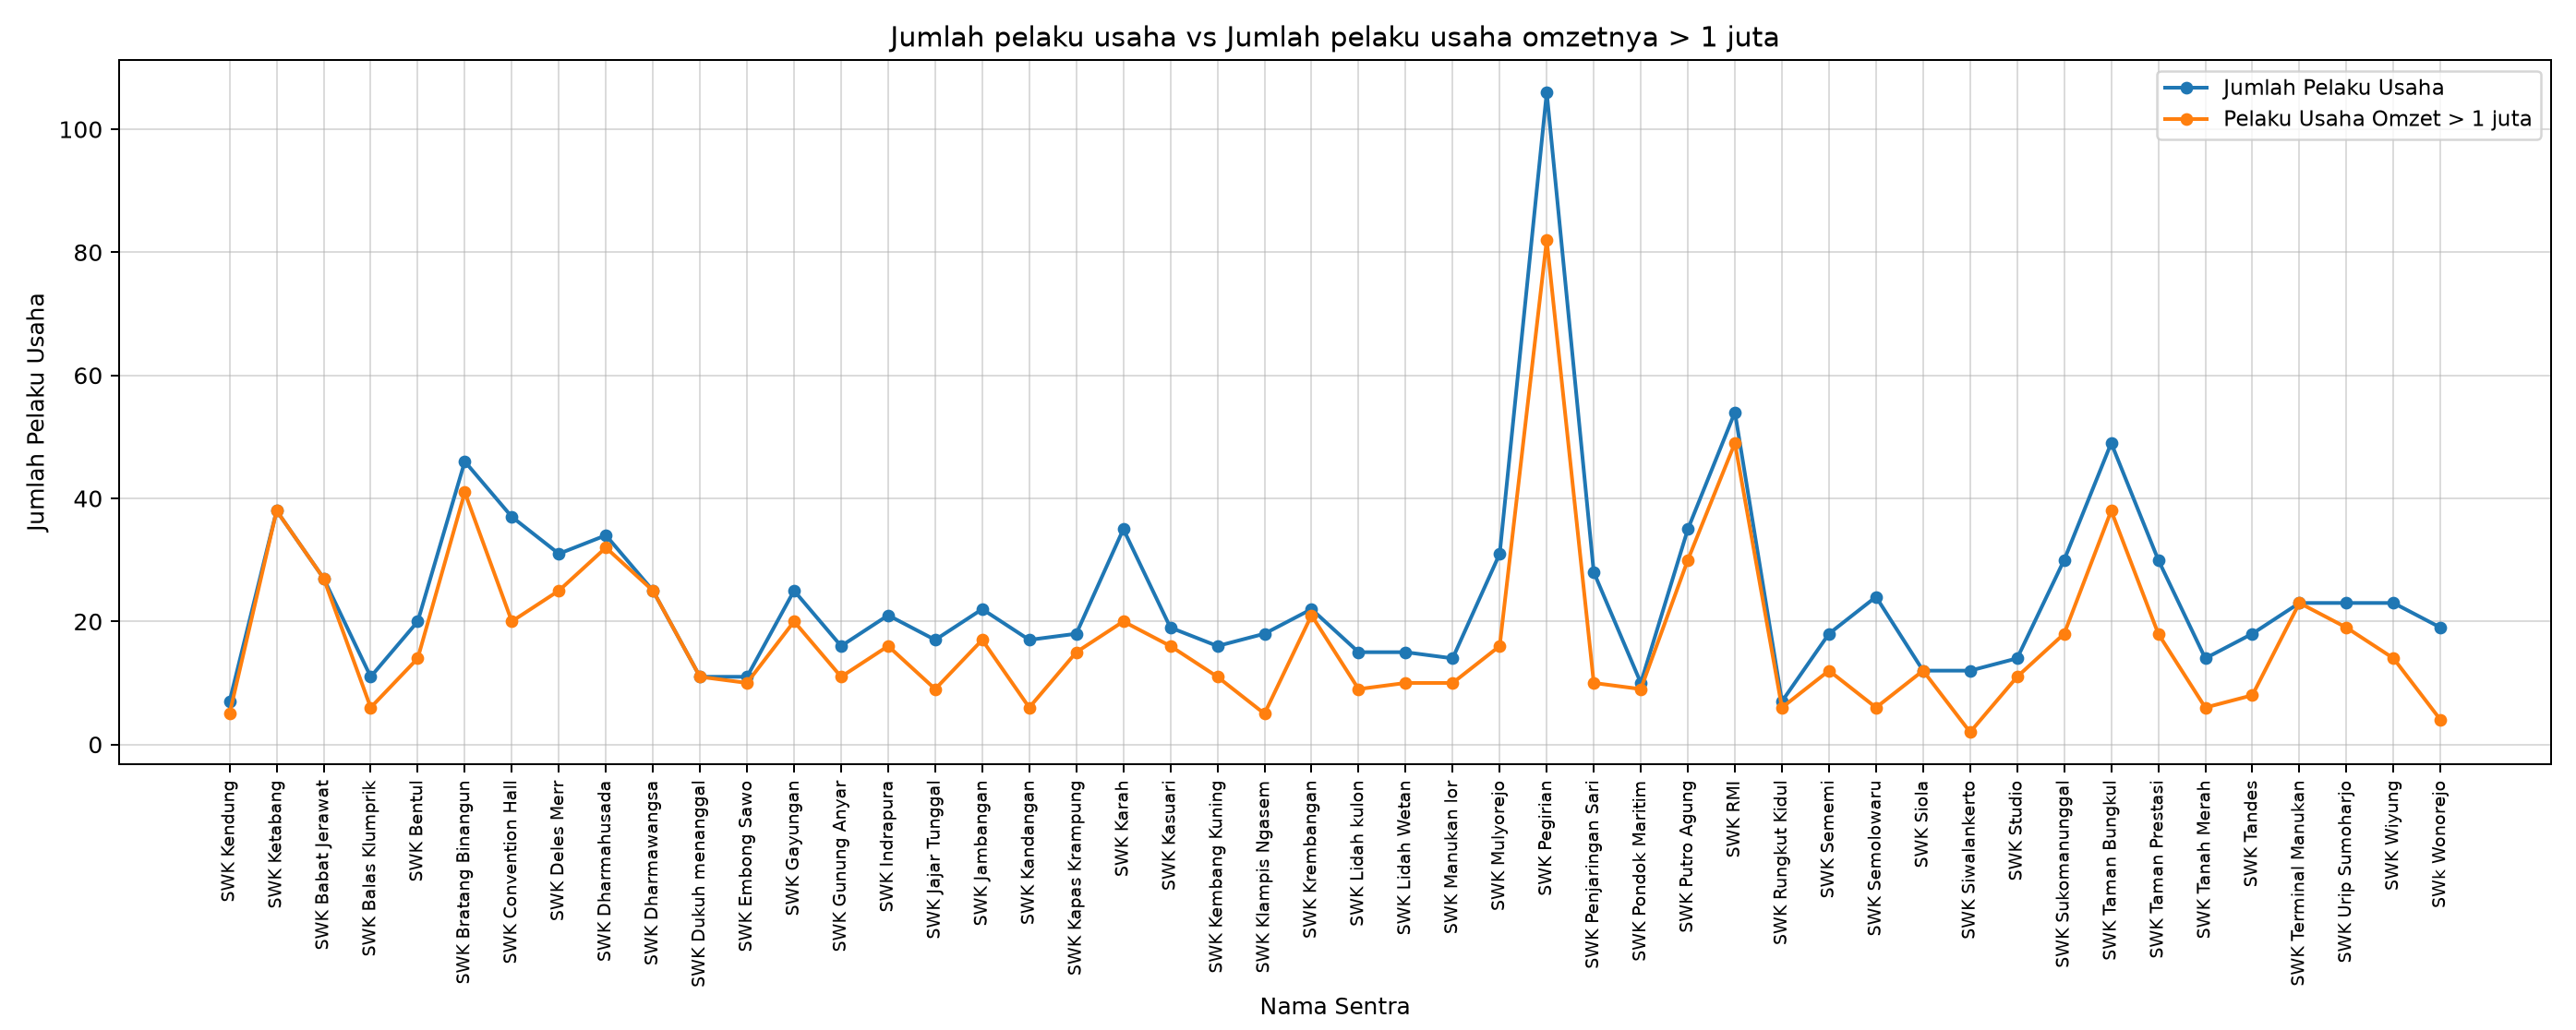 Jumlah pelaku usaha vs Jumlah pelaku usaha omzetnya > 1 juta
Jumlah Pelaku Usaha
Pelaku Usaha Omzet > 1 juta
Jumlah Pelaku Usaha
100
80
60
40
20
0
SWK Kendung
SWK Ketabang
SWK Babat Jerawat
SWK Balas Klumprik
SWK Bentul
SWK Bratang Binangun
SWK Convention Hall
SWK Deles Merr
SWK Dharmahusada
SWK Dharmawangsa
SWK Dukuh menanggal
SWK Embong Sawo
SWK Gayungan
SWK Gunung Anyar
SWK Indrapura
SWK Jajar Tunggal
SWK Jambangan
SWK Kandangan
SWK Kapas Krampung
SWK Karah
SWK Kasuari
SWK Kembang Kuning
SWK Klampis Ngasem
SWK Krembangan
SWK Lidah kulon
SWK Lidah Wetan
SWK Manukan lor
SWK Mulyorejo
SWK Pegirian
SWK Penjaringan Sari
SWK Pondok Maritim
SWK Putro Agung
SWK RMI
SWK Rungkut Kidul
SWK Sememi
SWK Semolowaru
SWK Siola
SWK Siwalankerto
SWK Studio
SWK Sukomanunggal
SWK Taman Bungkul
SWK Taman Prestasi
SWK Tanah Merah
SWK Tandes
SWK Terminal Manukan
SWK Urip Sumoharjo
SWK Wiyung
SWk Wonorejo
Nama Sentra